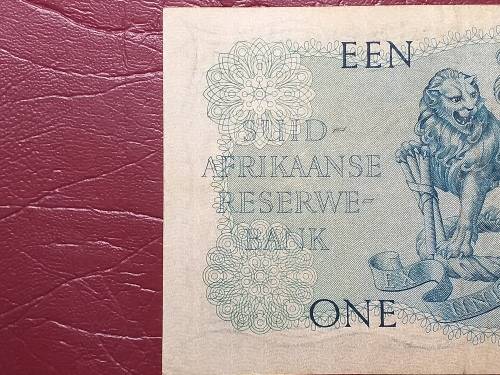 EEN
SUID-
AFRIKAANSE
RESERWE-
BANK
ONE